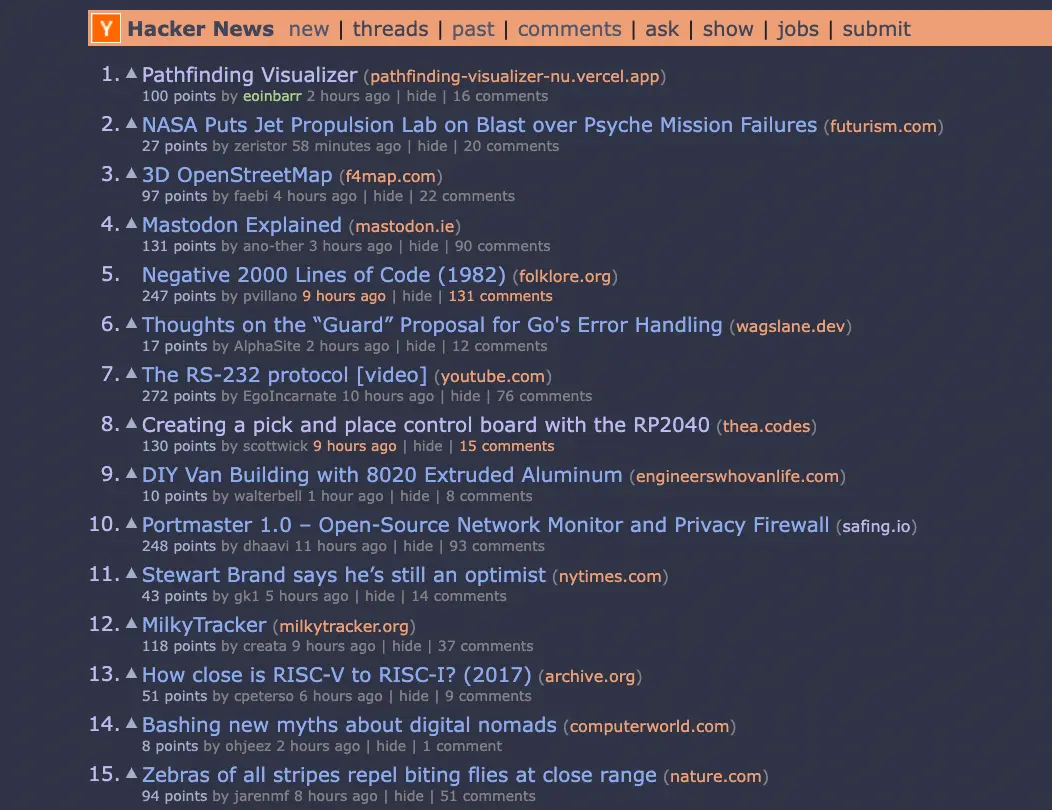 Y Hacker News new | threads | past | comments | ask | show | jobs | submit
1. Pathfinding Visualizer (pathfinding-visualizer-nu.vercel.app)
100 points by eoinbarr 2 hours ago | hide | 16 comments
2. NASA Puts Jet Propulsion Lab on Blast over Psyche Mission Failures (futurism.com)
27 points by zeristor 58 minutes ago | hide | 20 comments
3. 3D OpenStreetMap (f4map.com)
97 points by faebi 4 hours ago | hide | 22 comments
4. Mastodon Explained (mastodon.ie)
131 points by ano-ther 3 hours ago | hide | 90 comments
5. Negative 2000 Lines of Code (1982) (folklore.org)
247 points by pvillano 9 hours ago | hide | 131 comments
6. Thoughts on the “Guard” Proposal for Go's Error Handling (wagslane.dev)
17 points by AlphaSite 2 hours ago | hide | 12 comments
7. The RS-232 protocol [video] (youtube.com)
272 points by EgoIncarnate 10 hours ago | hide | 76 comments
8. Creating a pick and place control board with the RP2040 (thea.codes)
130 points by scottwick 9 hours ago | hide | 15 comments
9. DIY Van Building with 8020 Extruded Aluminum (engineerswhovanlife.com)
10 points by walterbell 1 hour ago | hide | 8 comments
10. Portmaster 1.0 – Open-Source Network Monitor and Privacy Firewall (safing.io)
248 points by dhaavi 11 hours ago | hide | 93 comments
11. Stewart Brand says he’s still an optimist (nytimes.com)
43 points by gk1 5 hours ago | hide | 14 comments
12. MilkyTracker (milkytracker.org)
118 points by creata 9 hours ago | hide | 37 comments
13. How close is RISC-V to RISC-I? (2017) (archive.org)
51 points by cpeterso 6 hours ago | hide | 9 comments
14. Bashing new myths about digital nomads (computerworld.com)
8 points by ohjeez 2 hours ago | hide | 1 comment
15. Zebras of all stripes repel biting flies at close range (nature.com)
94 points by jarenmf 8 hours ago | hide | 51 comments